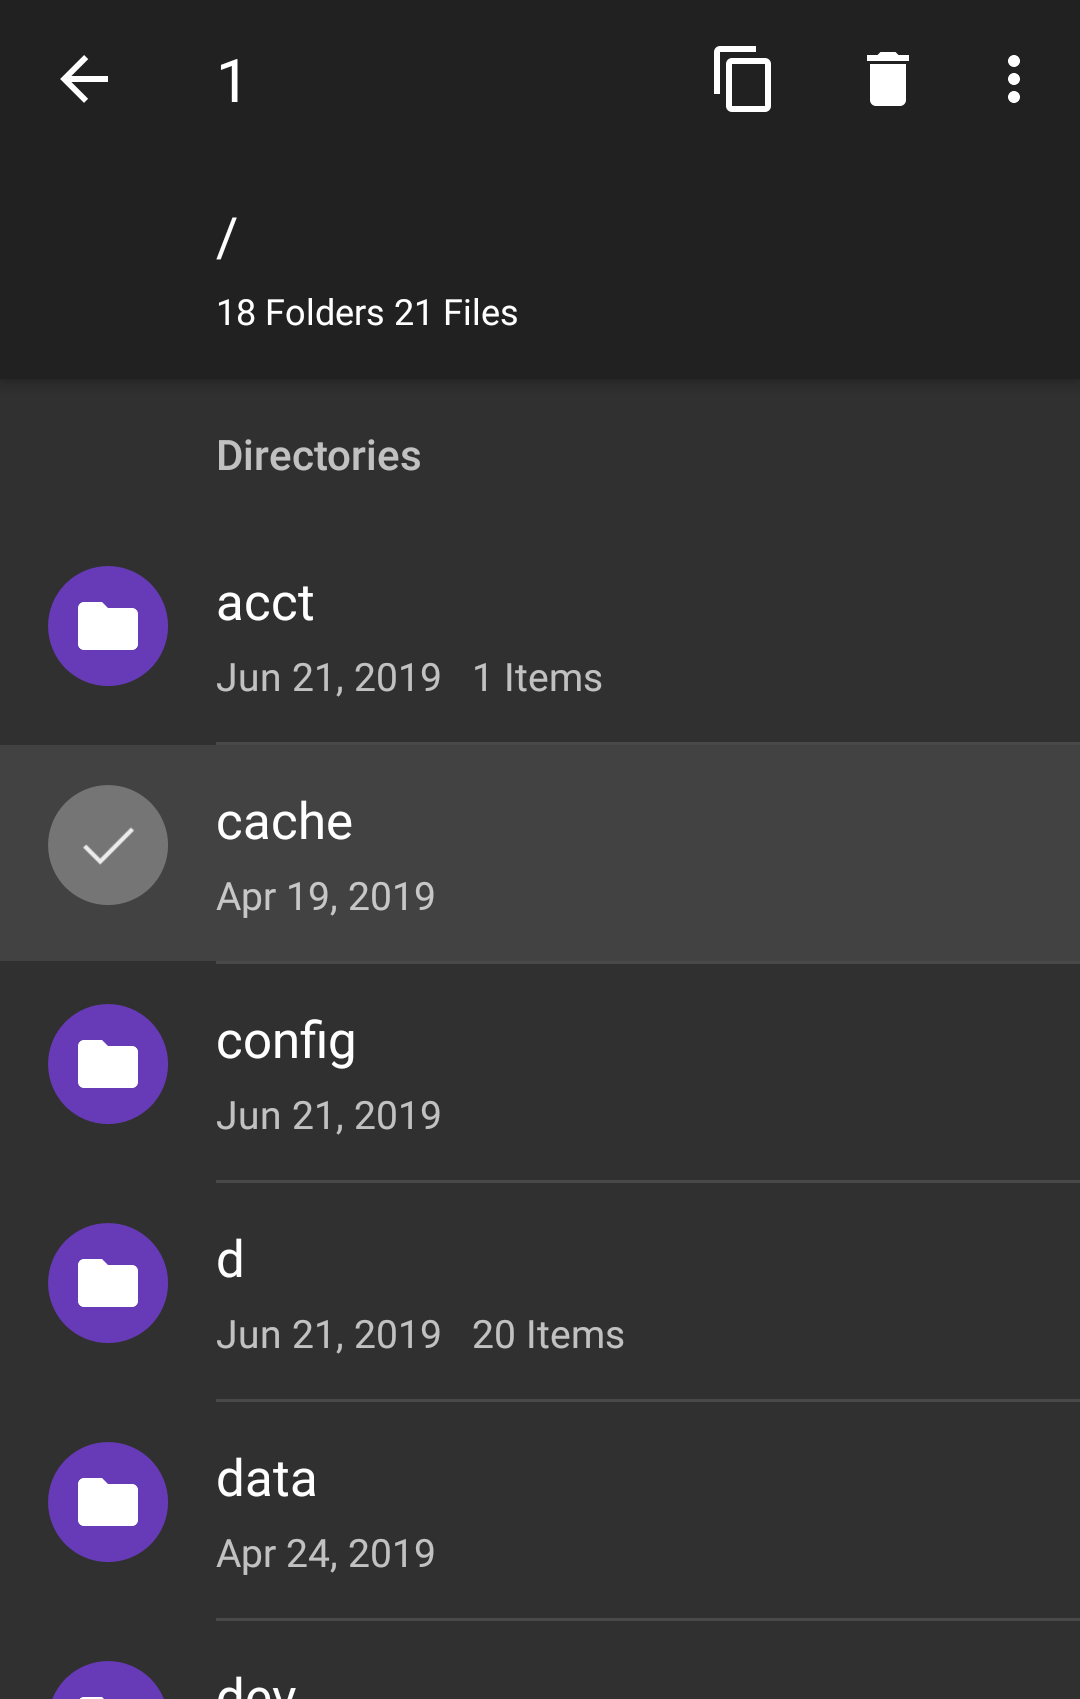 1
/
18 Folders 21 Files
Directories
acct
Jun 21, 2019 1 Items
cache
Apr 19, 2019
config
Jun 21, 2019
d
Jun 21, 2019 20 Items
data
Apr 24, 2019
dev